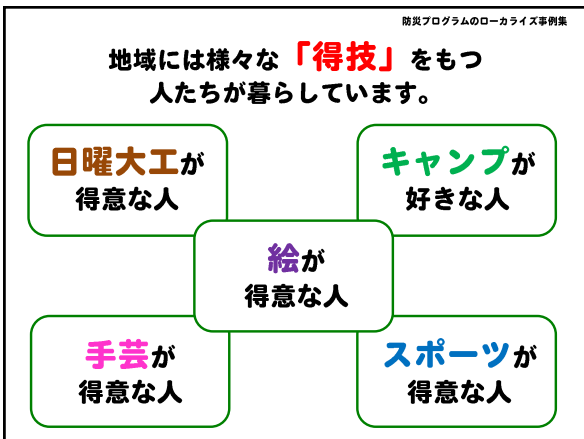 防災プログラムのローカライズ事例集
地域には様々な「得技」をもつ
人たちが暮らしています。
日曜大工が
得意な人
キャンプが
好きな人
絵が
得意な人
手芸が
得意な人
スポーツが
得意な人